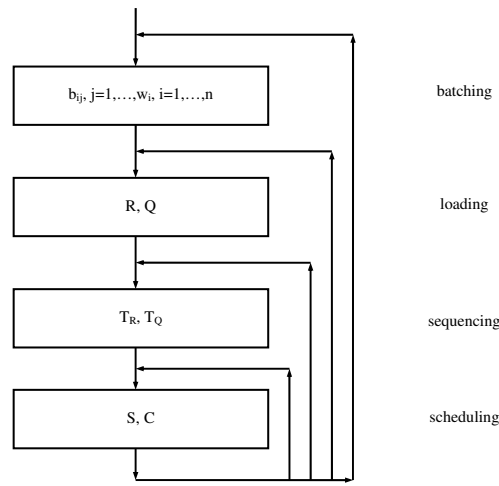 b_ij, j=1,…,w_i, i=1,…,n
batching
R, Q
loading
T_R, T_Q
sequencing
S, C
scheduling